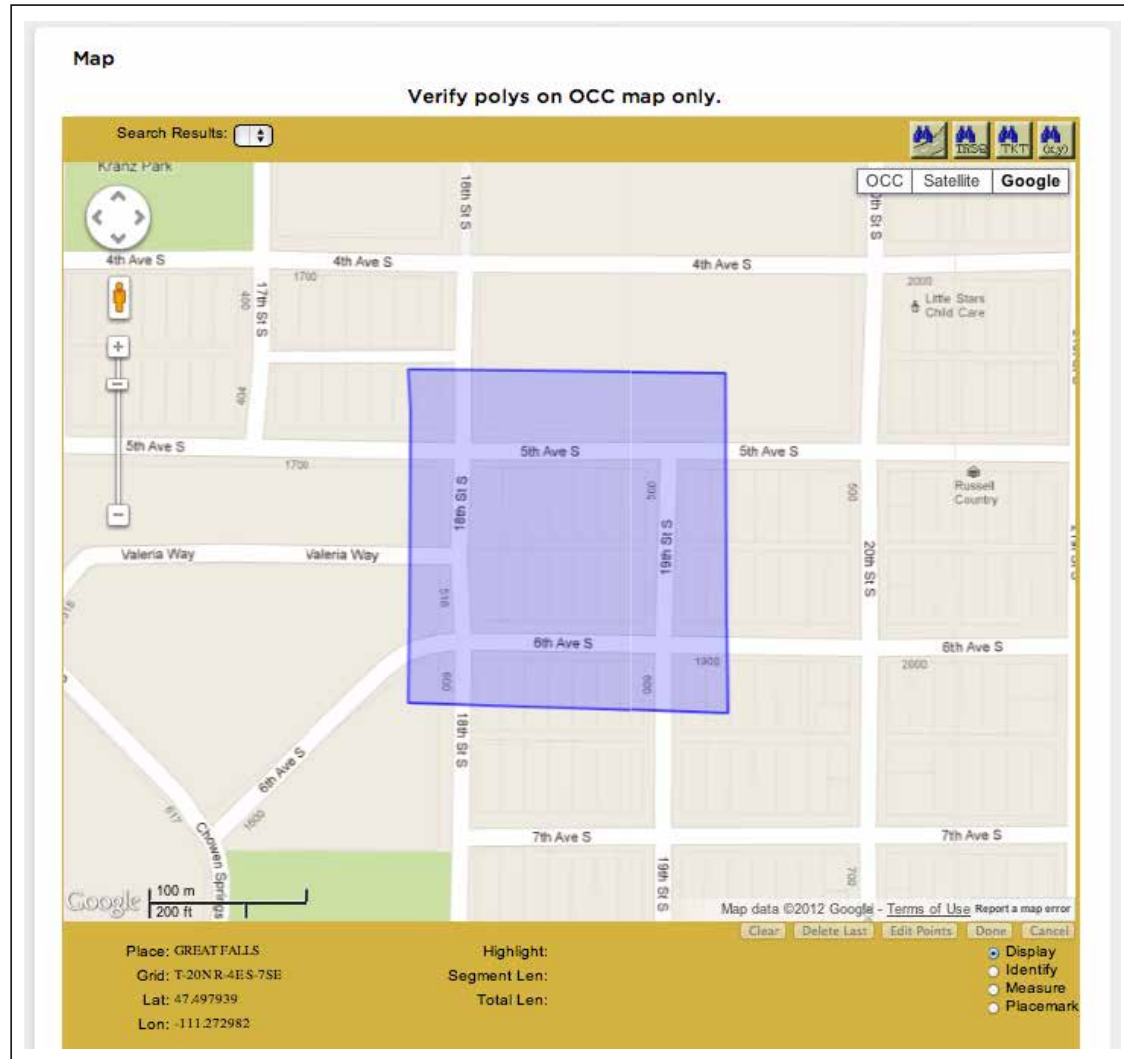 Map
Verify polys on OCC map only.
Search Results:
TRSQ TKT (x,y)
Kranz Park
OCC Satellite Google
18th St S
20th St S
4th Ave S 4th Ave S 4th Ave S
1700
2000
Little Stars
Child Care
17th St S
400
404
5th Ave S 5th Ave S 5th Ave S
1700
18th St S
500
500
Russell
Country
19th St S
Valeria Way Valeria Way
20th St S
516
6th Ave S 6th Ave S
1900 2000
600
600
18th St S
6th Ave S
617
1600
Chowen Springs
7th Ave S 7th Ave S
19th St S
700
Google 100 m
200 ft
Map data ©2012 Google - Terms of Use Report a map error
Clear Delete Last Edit Points Done Cancel
Place: GREAT FALLS Highlight: Display
Grid: T-20N R-4E S-7SE Segment Len: Identify
Lat: 47.497939 Total Len: Measure
Lon: -111.272982 Placemark